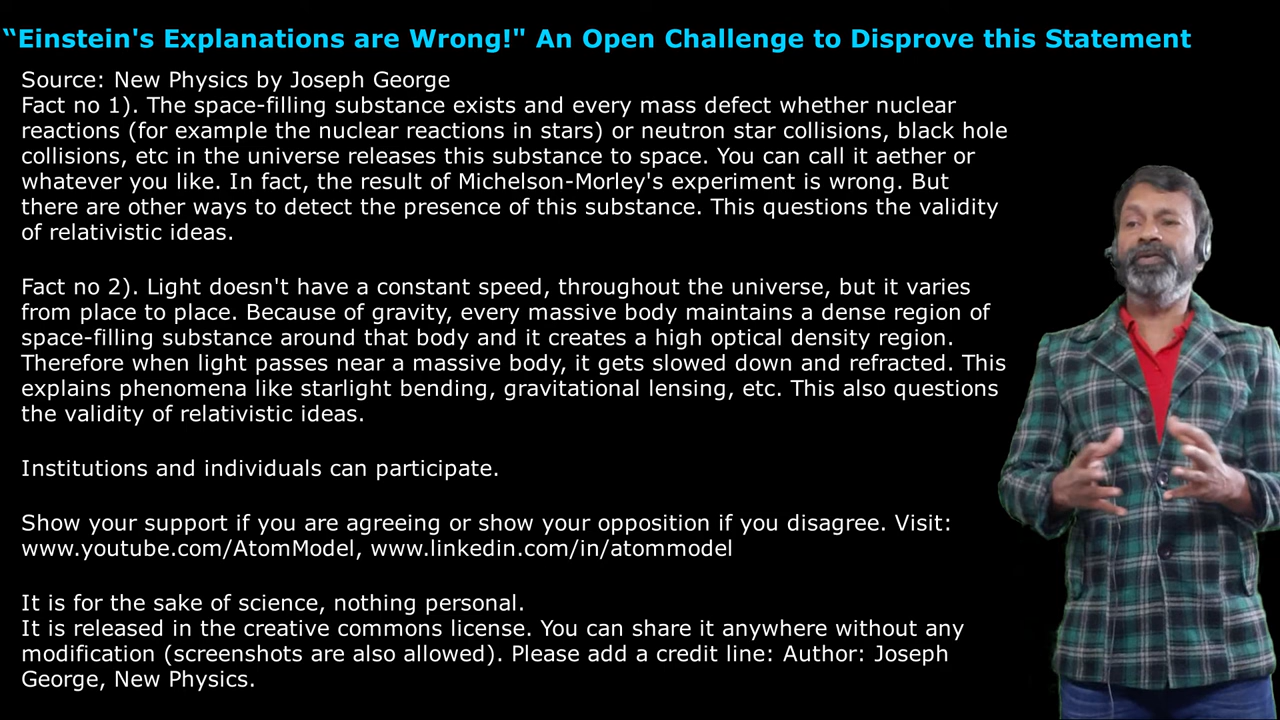 “Einstein's Explanations are Wrong!" An Open Challenge to Disprove this Statement
Source: New Physics by Joseph George
Fact no 1). The space-filling substance exists and every mass defect whether nuclear
reactions (for example the nuclear reactions in stars) or neutron star collisions, black hole
collisions, etc in the universe releases this substance to space. You can call it aether or
whatever you like. In fact, the result of Michelson-Morley's experiment is wrong. But
there are other ways to detect the presence of this substance. This questions the validity
of relativistic ideas.
Fact no 2). Light doesn't have a constant speed, throughout the universe, but it varies
from place to place. Because of gravity, every massive body maintains a dense region of
space-filling substance around that body and it creates a high optical density region.
Therefore when light passes near a massive body, it gets slowed down and refracted. This
explains phenomena like starlight bending, gravitational lensing, etc. This also questions
the validity of relativistic ideas.
Institutions and individuals can participate.
Show your support if you are agreeing or show your opposition if you disagree. Visit:
www.youtube.com/AtomModel, www.linkedin.com/in/atommodel
It is for the sake of science, nothing personal.
It is released in the creative commons license. You can share it anywhere without any
modification (screenshots are also allowed). Please add a credit line: Author: Joseph
George, New Physics.